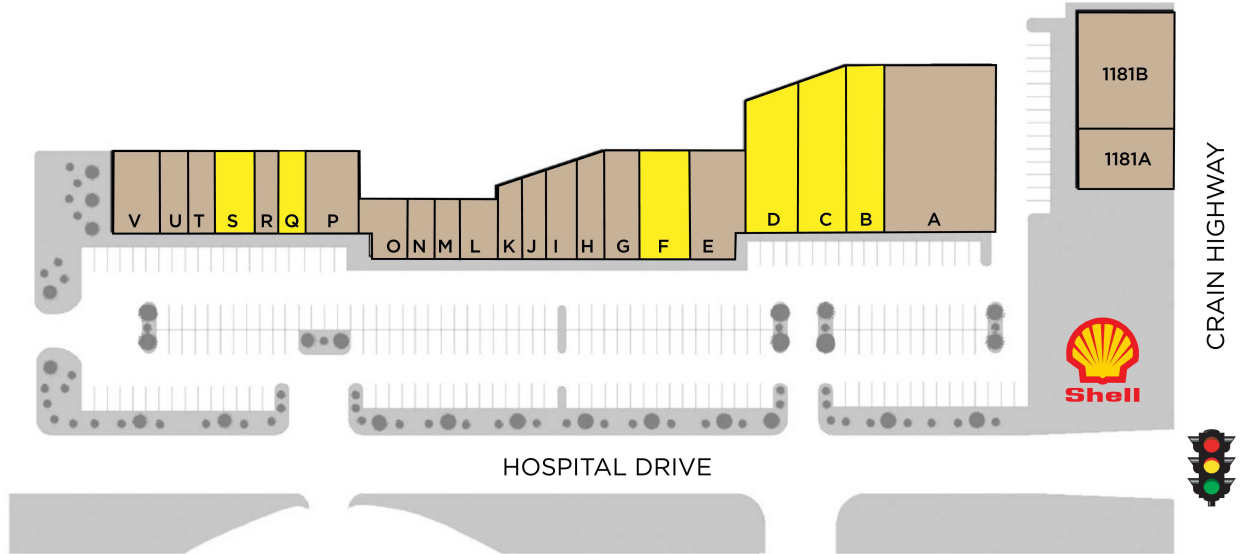 1181B
1181A
CRAIN HIGHWAY
V U T S R Q P
O N M L K J I H G F E
D C B A
Shell
HOSPITAL DRIVE